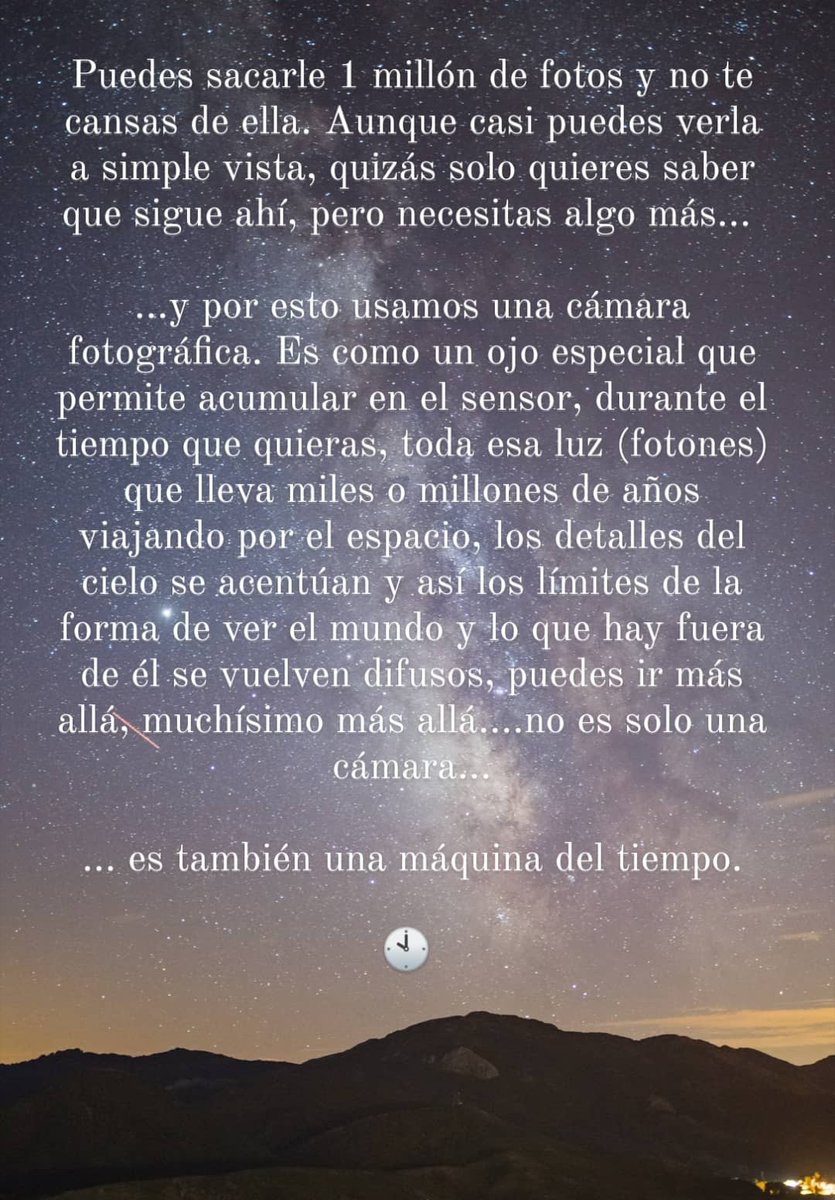 Puedes sacarle 1 millón de fotos y no te
cansas de ella. Aunque casi puedes verla
a simple vista, quizás solo quieres saber
que sigue ahí, pero necesitas algo más...
...y por esto usamos una cámara
fotográfica. Es como un ojo especial que
permite acumular en el sensor, durante el
tiempo que quieras, toda esa luz (fotones)
que lleva miles o millones de años
viajando por el espacio, los detalles del
cielo se acentúan y así los límites de la
forma de ver el mundo y lo que hay fuera
de él se vuelven difusos, puedes ir más
allá, muchísimo más allá....no es solo una
cámara...
... es también una máquina del tiempo.